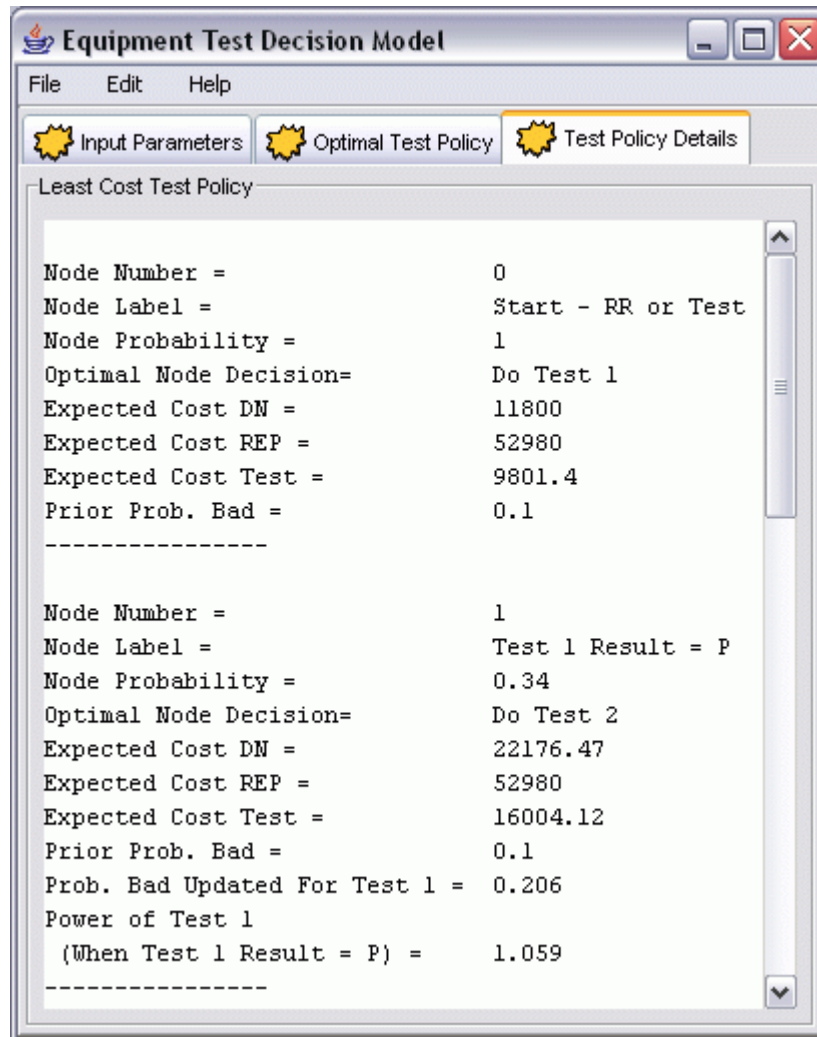 Equipment Test Decision Model
File Edit Help
Input Parameters Optimal Test Policy Test Policy Details
Least Cost Test Policy
Node Number = 0
Node Label = Start - RR or Test
Node Probability = 1
Optimal Node Decision= Do Test 1
Expected Cost DN = 11800
Expected Cost REP = 52980
Expected Cost Test = 9801.4
Prior Prob. Bad = 0.1
----------------
Node Number = 1
Node Label = Test 1 Result = P
Node Probability = 0.34
Optimal Node Decision= Do Test 2
Expected Cost DN = 22176.47
Expected Cost REP = 52980
Expected Cost Test = 16004.12
Prior Prob. Bad = 0.1
Prob. Bad Updated For Test 1 = 0.206
Power of Test 1
(When Test 1 Result = P) = 1.059
----------------